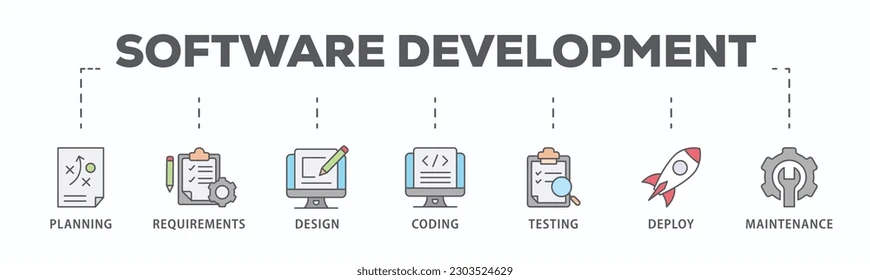 SOFTWARE DEVELOPMENT
</>
PLANNING REQUIREMENTS DESIGN CODING TESTING DEPLOY MAINTENANCE
shutterstock.com · 2303524629